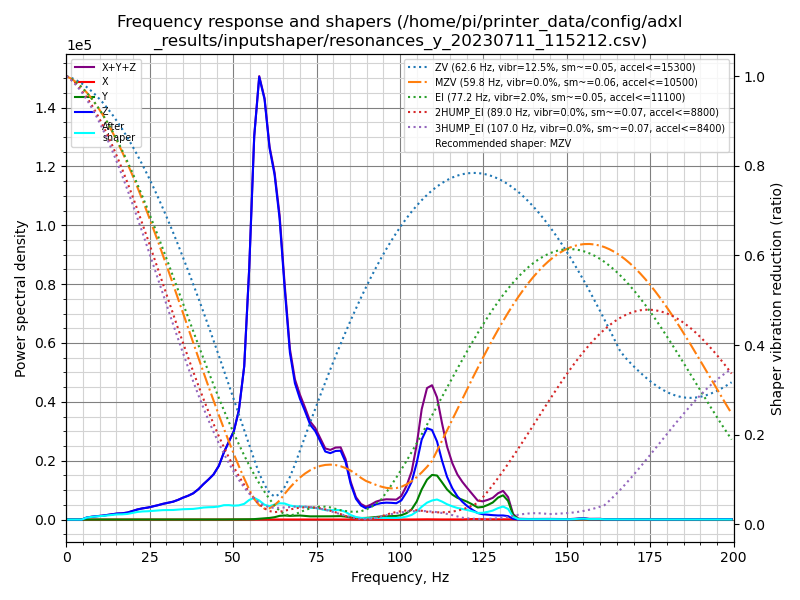 Frequency response and shapers (/home/pi/printer_data/config/adxl
_results/inputshaper/resonances_y_20230711_115212.csv)
1e5
X+Y+Z
X
Y
Z
After
shaper
ZV (62.6 Hz, vibr=12.5%, sm~=0.05, accel<=15300)
MZV (59.8 Hz, vibr=0.0%, sm~=0.06, accel<=10500)
EI (77.2 Hz, vibr=2.0%, sm~=0.05, accel<=11100)
2HUMP_EI (89.0 Hz, vibr=0.0%, sm~=0.07, accel<=8800)
3HUMP_EI (107.0 Hz, vibr=0.0%, sm~=0.07, accel<=8400)
Recommended shaper: MZV
Power spectral density
1.4
1.2
1.0
0.8
0.6
0.4
0.2
0.0
1.0
0.8
0.6
0.4
0.2
0.0
Shaper vibration reduction (ratio)
0 25 50 75 100 125 150 175 200
Frequency, Hz